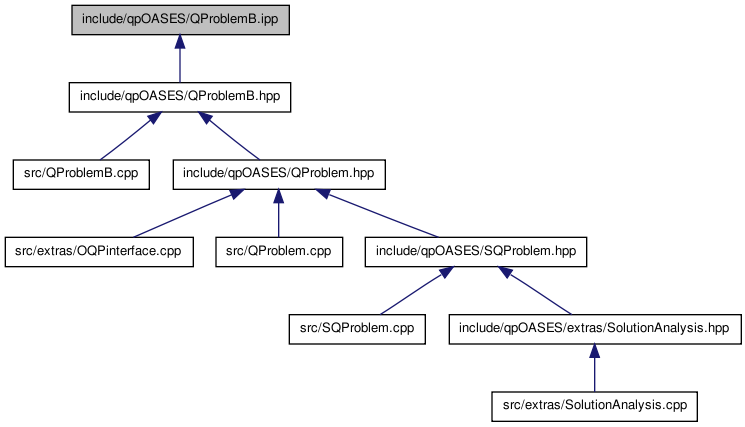 include/qpOASES/QProblemB.ipp
include/qpOASES/QProblemB.hpp
src/QProblemB.cpp
include/qpOASES/QProblem.hpp
src/extras/OQPinterface.cpp
src/QProblem.cpp
include/qpOASES/SQProblem.hpp
src/SQProblem.cpp
include/qpOASES/extras/SolutionAnalysis.hpp
src/extras/SolutionAnalysis.cpp